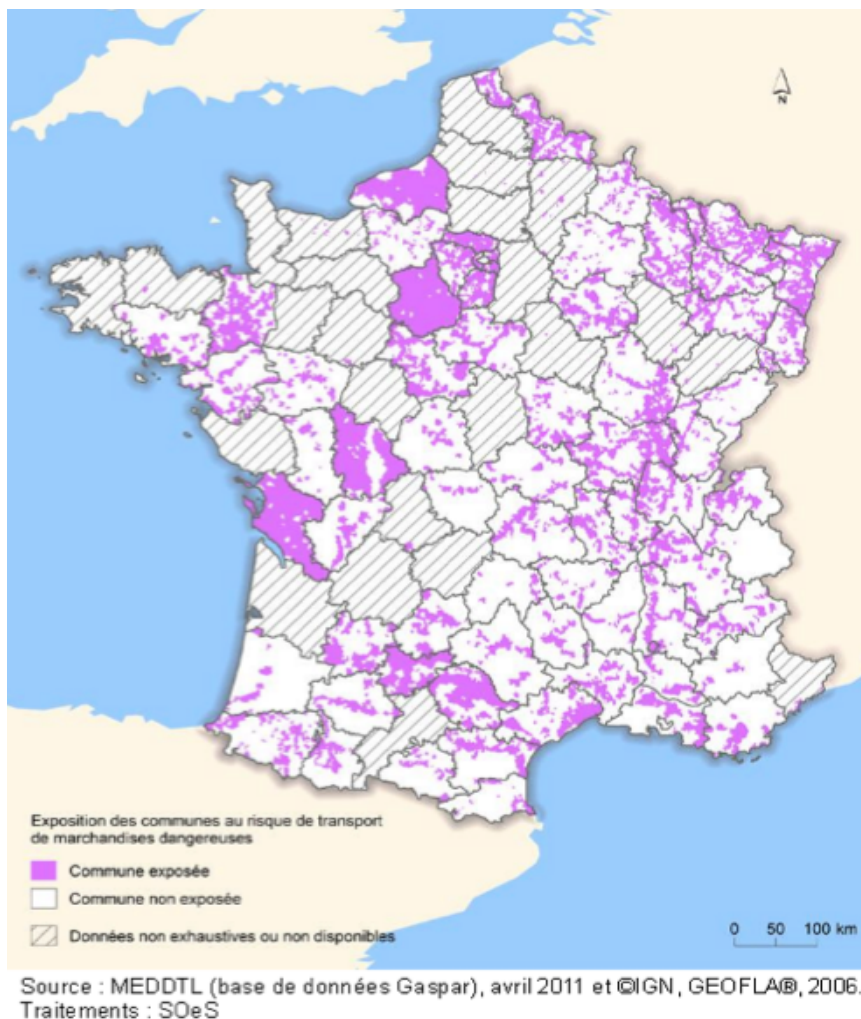 N
Exposition des communes au risque de transport
de marchandises dangereuses
Commune exposée
Commune non exposée
Données non exhaustives ou non disponibles
0 50 100 km
Source : MEDDTL (base de données Gaspar), avril 2011 et ©IGN, GEOFLA®, 2006.
Traitements : SOeS